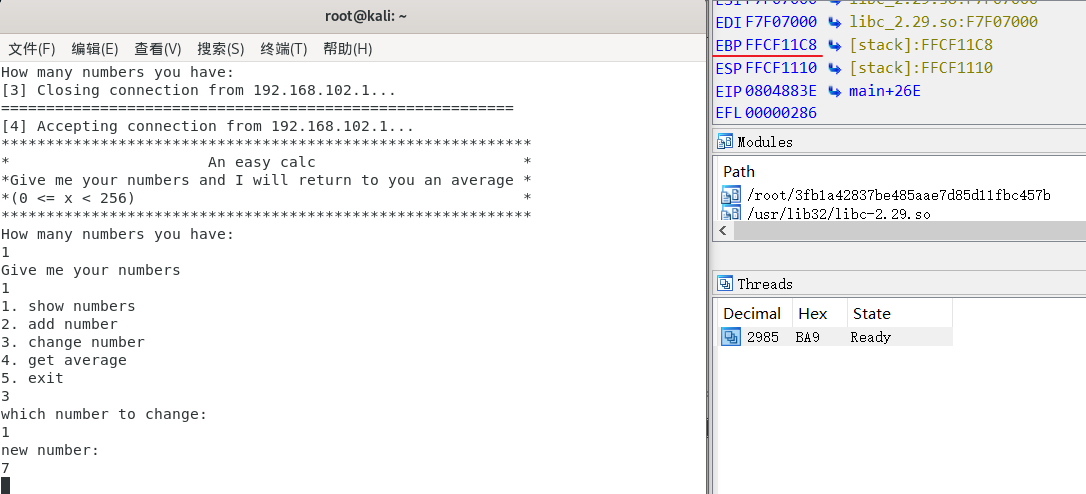 root@kali: ~
文件(F) 编辑(E) 查看(V) 搜索(S) 终端(T) 帮助(H)
How many numbers you have:
[3] Closing connection from 192.168.102.1...
=========================================================
[4] Accepting connection from 192.168.102.1...
***********************************************************
* An easy calc *
*Give me your numbers and I will return to you an average *
*(0 <= x < 256) *
***********************************************************
How many numbers you have:
1
Give me your numbers
1
1. show numbers
2. add number
3. change number
4. get average
5. exit
3
which number to change:
1
new number:
7
ESI F7F07000 libc_2.29.so:F7F07000
EDI F7F07000 libc_2.29.so:F7F07000
EBP FFCF11C8 [stack]:FFCF11C8
ESP FFCF1110 [stack]:FFCF1110
EIP 0804883E main+26E
EFL 00000286
Modules
Path
/root/3fb1a42837be485aae7d85d11fbc457b
/usr/lib32/libc-2.29.so
Threads
Decimal Hex State
2985 BA9 Ready